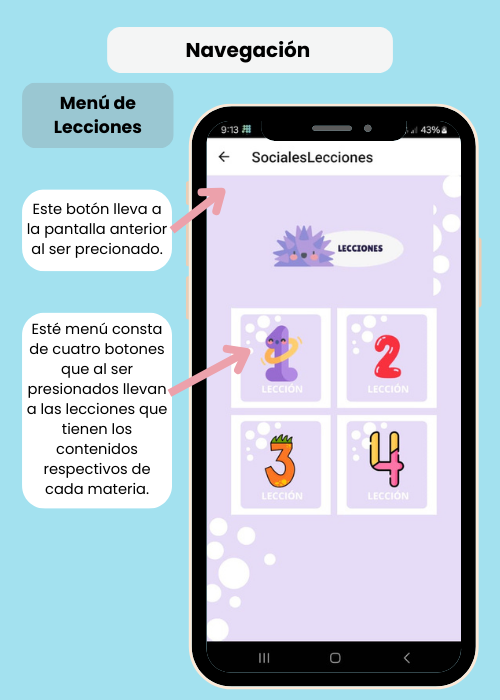 Navegación
Menú de
Lecciones
Este botón lleva a
la pantalla anterior
al ser precionado.
Esté menú consta
de cuatro botones
que al ser
presionados llevan
a las lecciones que
tienen los
contenidos
respectivos de
cada materia.
9:13
43%
SocialesLecciones
LECCIONES
1
LECCIÓN
2
LECCIÓN
3
LECCIÓN
4
LECCIÓN